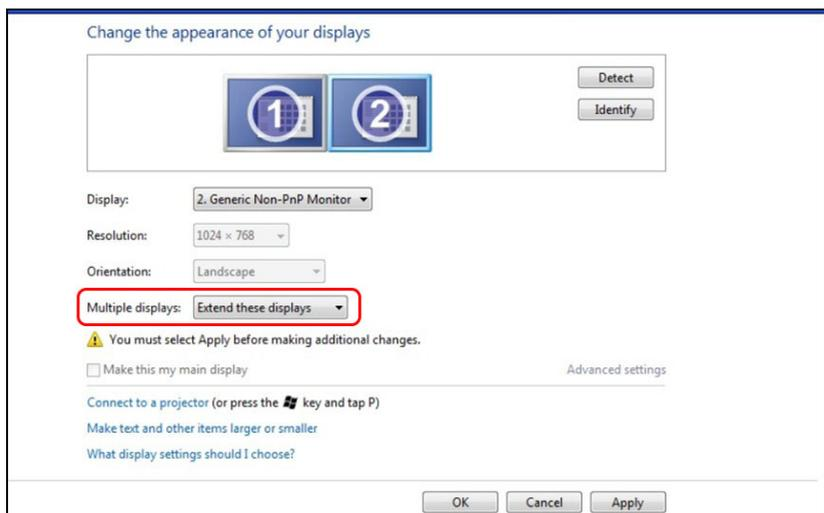 Change the appearance of your displays
1 2
Detect
Identify
Display: 2. Generic Non-PnP Monitor
Resolution: 1024 × 768
Orientation: Landscape
Multiple displays: Extend these displays
You must select Apply before making additional changes.
Make this my main display Advanced settings
Connect to a projector (or press the key and tap P)
Make text and other items larger or smaller
What display settings should I choose?
OK Cancel Apply